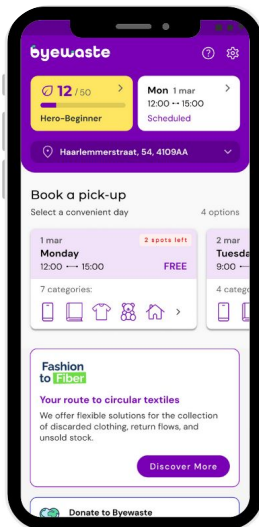 byewaste
12 / 50
Hero-Beginner
Mon 1 mar
12:00 -- 15:00
Scheduled
Haarlemmerstraat, 54, 4109AA
Book a pick-up
Select a convenient day 4 options
1 mar 2 spots left
Monday
12:00 — 15:00 FREE
7 categories:
2 mar
Tuesda
9:00 —
4 categ
Fashion
to Fiber
Your route to circular textiles
We offer flexible solutions for the collection
of discarded clothing, return flows, and
unsold stock.
Discover More
Donate to Byewaste